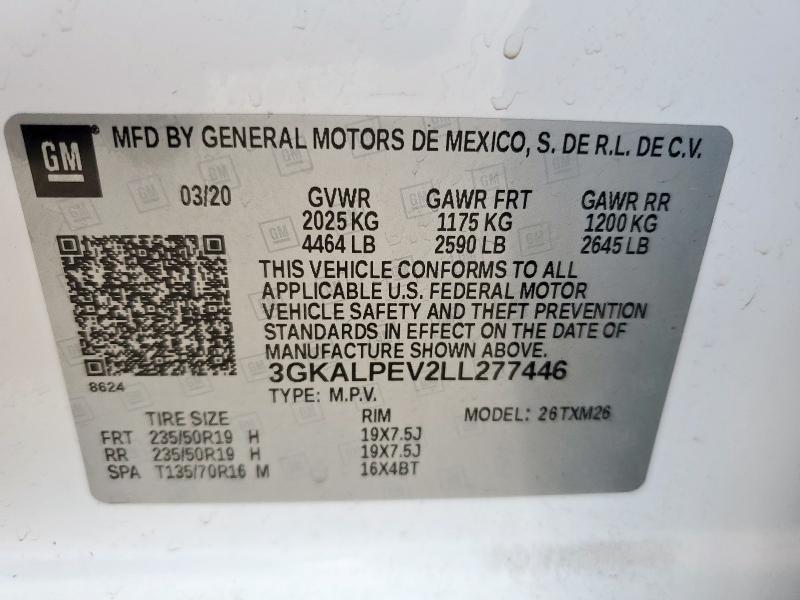 GM
MFD BY GENERAL MOTORS DE MEXICO, S. DE R.L. DE C.V.
03/20 GVWR GAWR FRT GAWR RR
2025 KG 1175 KG 1200 KG
4464 LB 2590 LB 2645 LB
THIS VEHICLE CONFORMS TO ALL
APPLICABLE U.S. FEDERAL MOTOR
VEHICLE SAFETY AND THEFT PREVENTION
STANDARDS IN EFFECT ON THE DATE OF
MANUFACTURE SHOWN ABOVE.
8624
3GKALPEV2LL277446
TYPE: M.P.V.
TIRE SIZE RIM MODEL: 26TXM26
FRT 235/50R19 H 19X7.5J
RR 235/50R19 H 19X7.5J
SPA T135/70R16 M 16X4BT